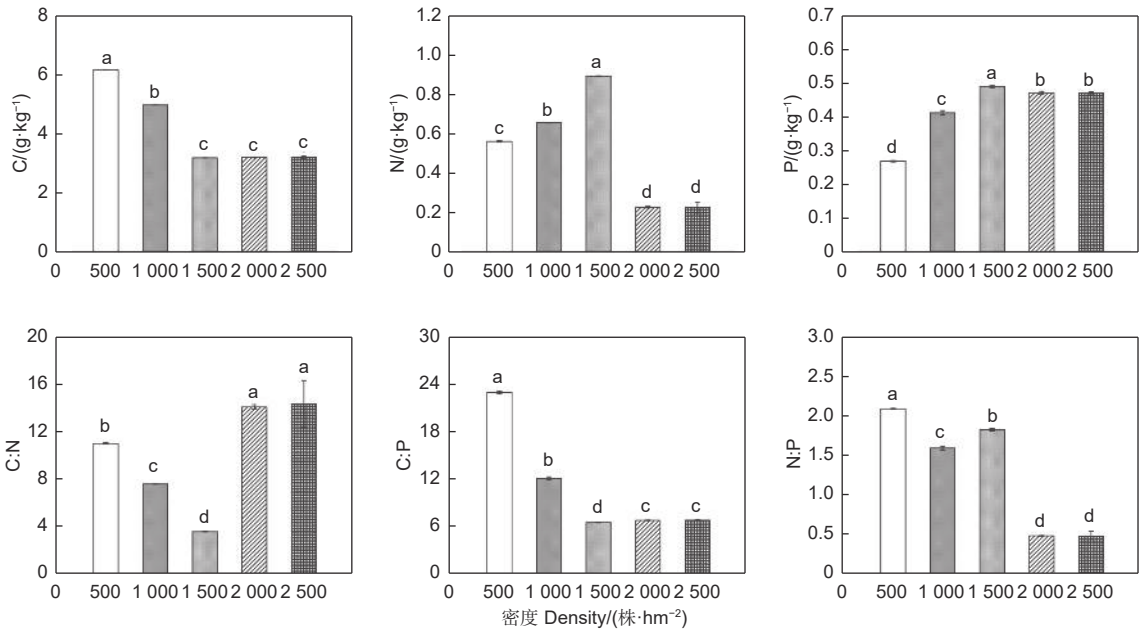 8
6
4
2
0
C/(g·kg⁻¹)
a
b
c
c
c
0 500 1 000 1 500 2 000 2 500
1.2
1.0
0.8
0.6
0.4
0.2
0
N/(g·kg⁻¹)
c
b
a
d
d
0 500 1 000 1 500 2 000 2 500
0.7
0.6
0.5
0.4
0.3
0.2
0.1
0
P/(g·kg⁻¹)
d
c
a
b
b
0 500 1 000 1 500 2 000 2 500
20
16
12
8
4
0
C:N
b
c
d
a
a
0 500 1 000 1 500 2 000 2 500
30
24
18
12
6
0
C:P
a
b
d
c
c
0 500 1 000 1 500 2 000 2 500
3.0
2.5
2.0
1.5
1.0
0.5
0
N:P
a
c
b
d
d
0 500 1 000 1 500 2 000 2 500
密度 Density/(株·hm⁻²)